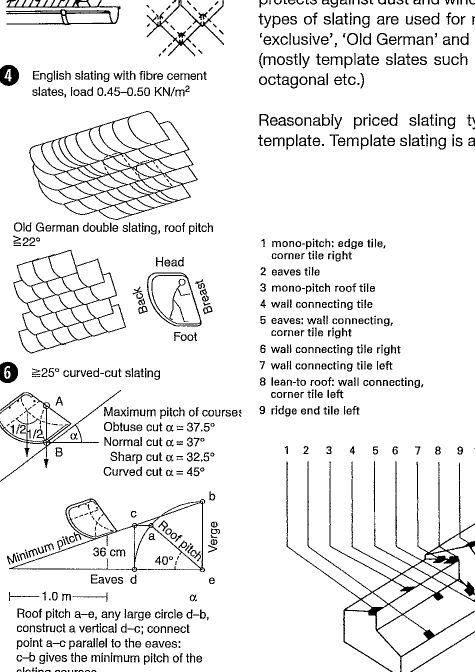 protects against dust and wind
types of slating are used for
'exclusive', 'Old German' and
(mostly template slates such
octagonal etc.)
Reasonably priced slating
template. Template slating is a
4 English slating with fibre cement
slates, load 0.45–0.50 KN/m²
Old German double slating, roof pitch
≧22°
Head
Back
Breast
Foot
6 ≧25° curved-cut slating
A
1/2 1/2
α
B
Maximum pitch of courses
Obtuse cut α = 37.5°
Normal cut α = 37°
Sharp cut α = 32.5°
Curved cut α = 45°
b
c
a
Minimum pitch
Roof pitch
Verge
36 cm
40°
Eaves d
e
1.0 m
α
Roof pitch a–e, any large circle d–b,
construct a vertical d–c; connect
point a–c parallel to the eaves:
c–b gives the minimum pitch of the
slating courses
1 mono-pitch: edge tile,
corner tile right
2 eaves tile
3 mono-pitch roof tile
4 wall connecting tile
5 eaves: wall connecting,
corner tile right
6 wall connecting tile right
7 wall connecting tile left
8 lean-to roof: wall connecting,
corner tile left
9 ridge end tile left
1 2 3 4 5 6 7 8 9